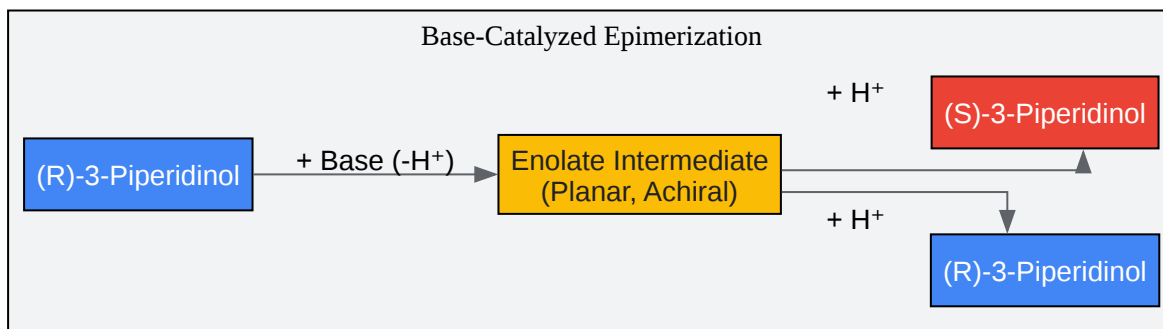 Base-Catalyzed Epimerization
(R)-3-Piperidinol
+ Base (-H⁺)
Enolate Intermediate
(Planar, Achiral)
+ H⁺
(S)-3-Piperidinol
+ H⁺
(R)-3-Piperidinol